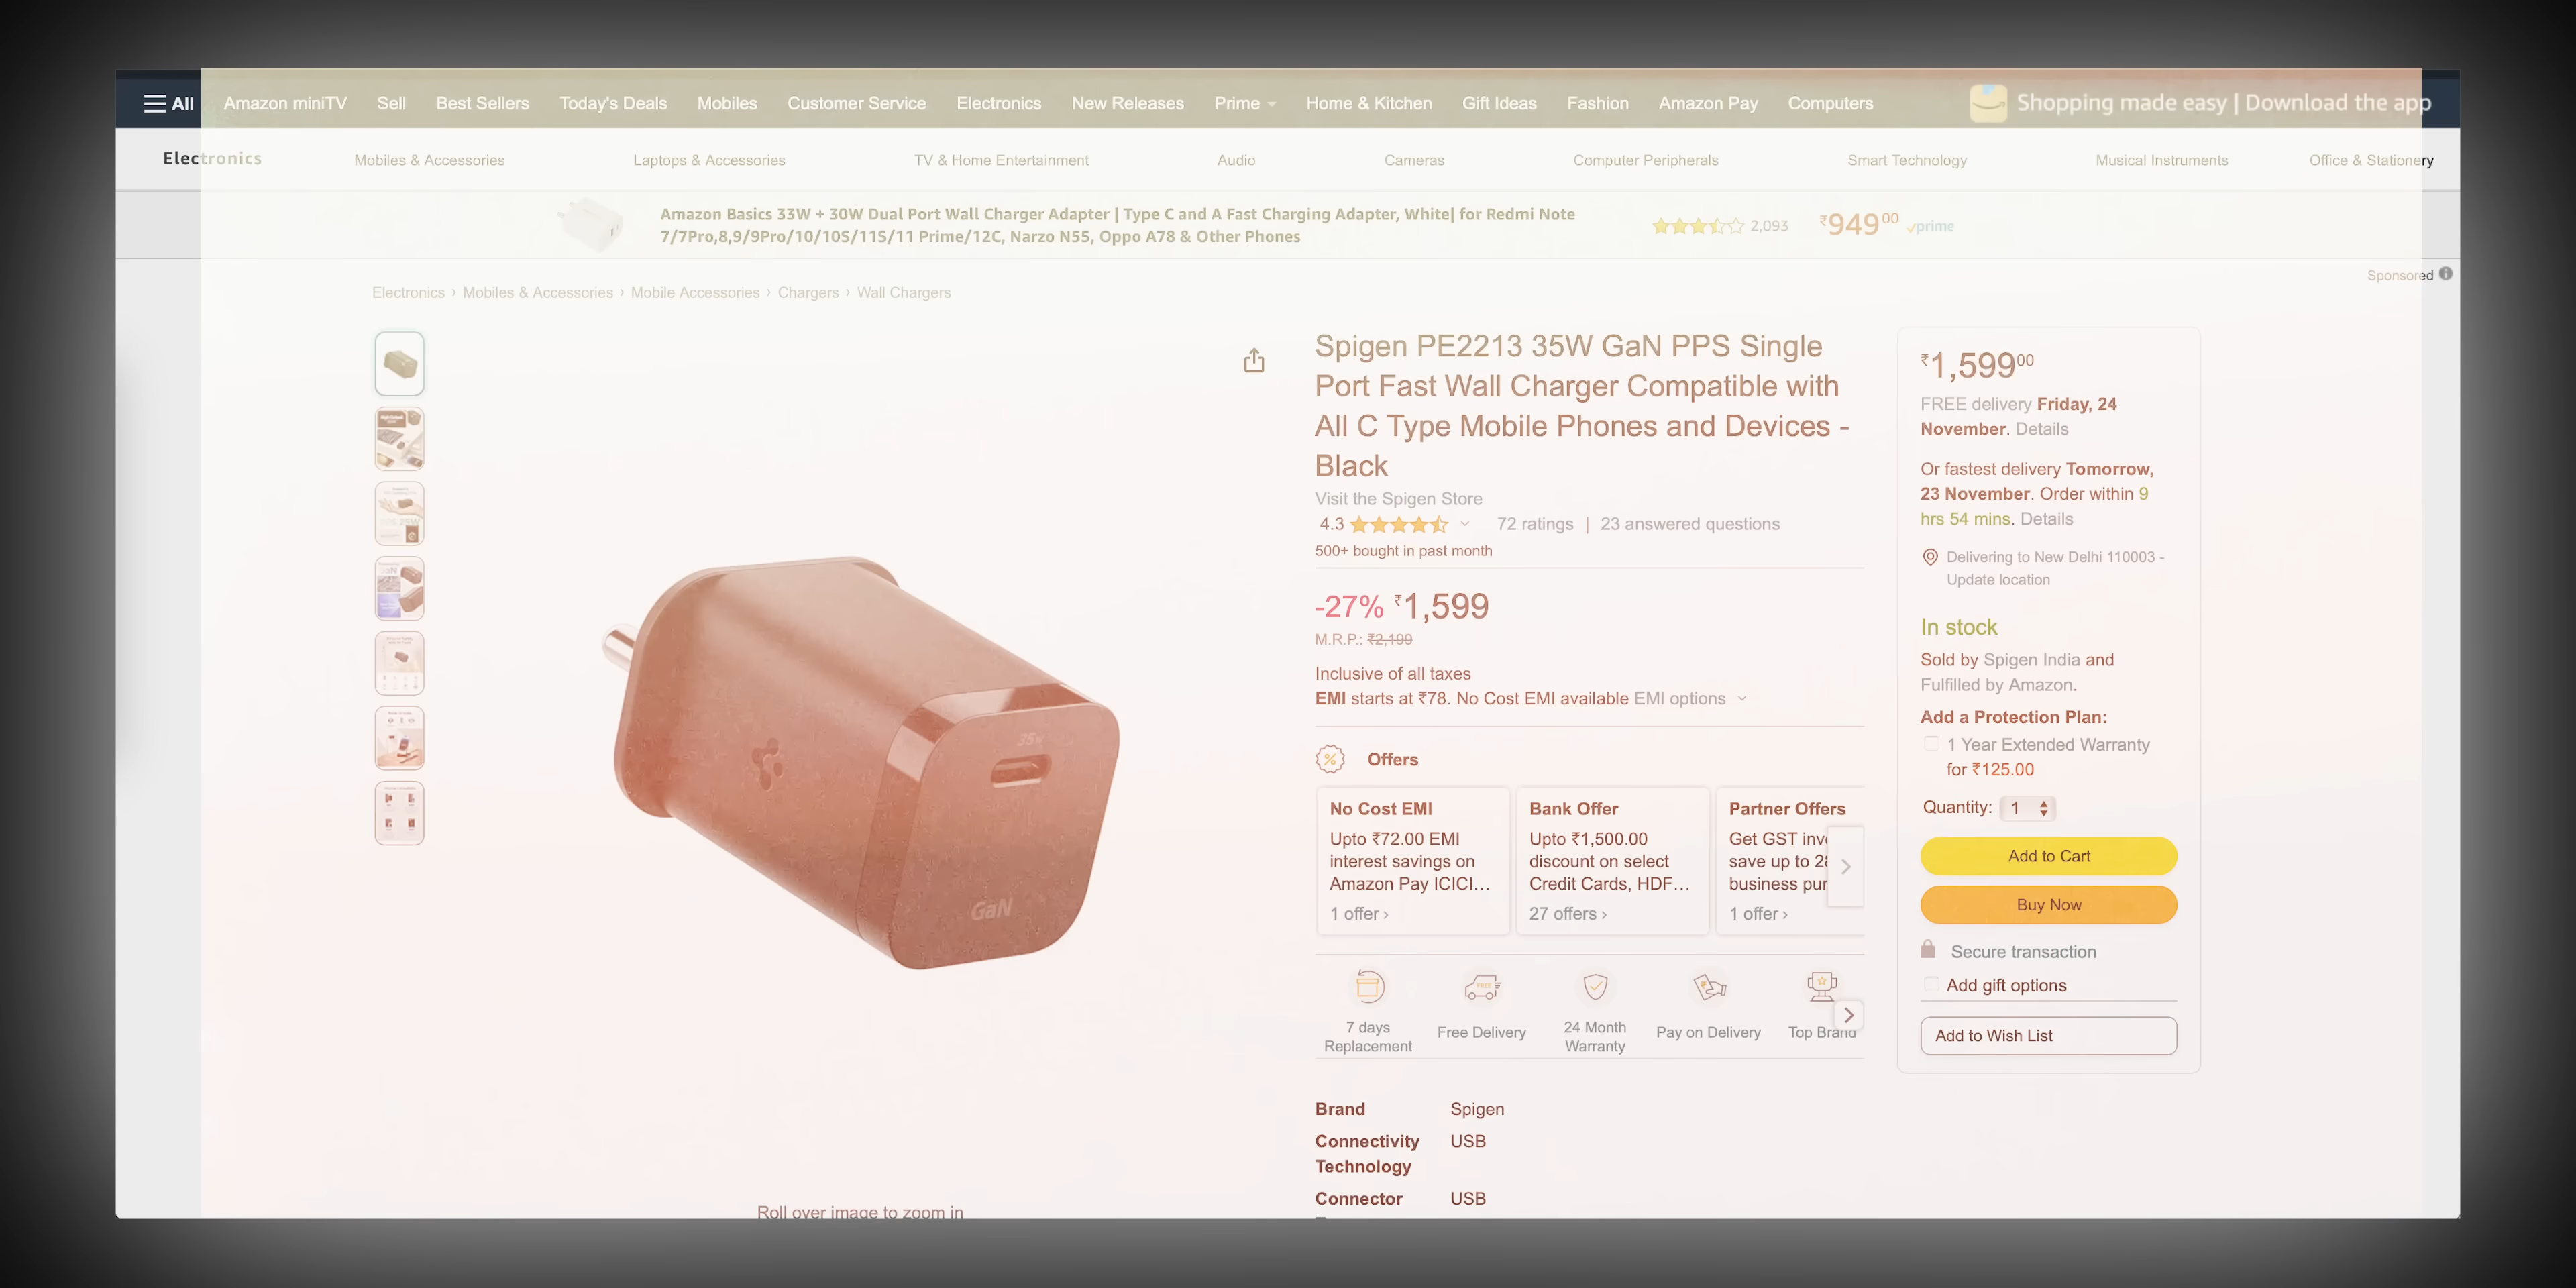 All
Amazon miniTV
Sell
Best Sellers
Today's Deals
Mobiles
Customer Service
Electronics
New Releases
Prime
Home & Kitchen
Gift Ideas
Fashion
Amazon Pay
Computers
Shopping made easy | Download the app
Electronics
Mobiles & Accessories
Laptops & Accessories
TV & Home Entertainment
Audio
Cameras
Computer Peripherals
Smart Technology
Musical Instruments
Office & Stationery
Amazon Basics 33W + 30W Dual Port Wall Charger Adapter | Type C and A Fast Charging Adapter, White| for Redmi Note
7/7Pro,8,9/9Pro/10/10S/11S/11 Prime/12C, Narzo N55, Oppo A78 & Other Phones
2,093
₹94900
prime
Sponsored
Electronics › Mobiles & Accessories › Mobile Accessories › Chargers › Wall Chargers
35w
GaN
Roll over image to zoom in
Spigen PE2213 35W GaN PPS Single
Port Fast Wall Charger Compatible with
All C Type Mobile Phones and Devices -
Black
Visit the Spigen Store
4.3
72 ratings | 23 answered questions
500+ bought in past month
-27% ₹1,599
M.R.P.: ₹2,199
Inclusive of all taxes
EMI starts at ₹78. No Cost EMI available EMI options
Offers
No Cost EMI
Upto ₹72.00 EMI
interest savings on
Amazon Pay ICICI…
1 offer ›
Bank Offer
Upto ₹1,500.00
discount on select
Credit Cards, HDF…
27 offers ›
Partner Offers
Get GST inv
save up to 28
business pur
1 offer ›
7 days
Replacement
FREE
Free Delivery
24 Month
Warranty
Pay on Delivery
Top Brand
Brand Spigen
Connectivity USB
Technology
Connector USB
₹1,59900
FREE delivery Friday, 24
November. Details
Or fastest delivery Tomorrow,
23 November. Order within 9
hrs 54 mins. Details
Delivering to New Delhi 110003 -
Update location
In stock
Sold by Spigen India and
Fulfilled by Amazon.
Add a Protection Plan:
1 Year Extended Warranty
for ₹125.00
Quantity: 1
Add to Cart
Buy Now
Secure transaction
Add gift options
Add to Wish List